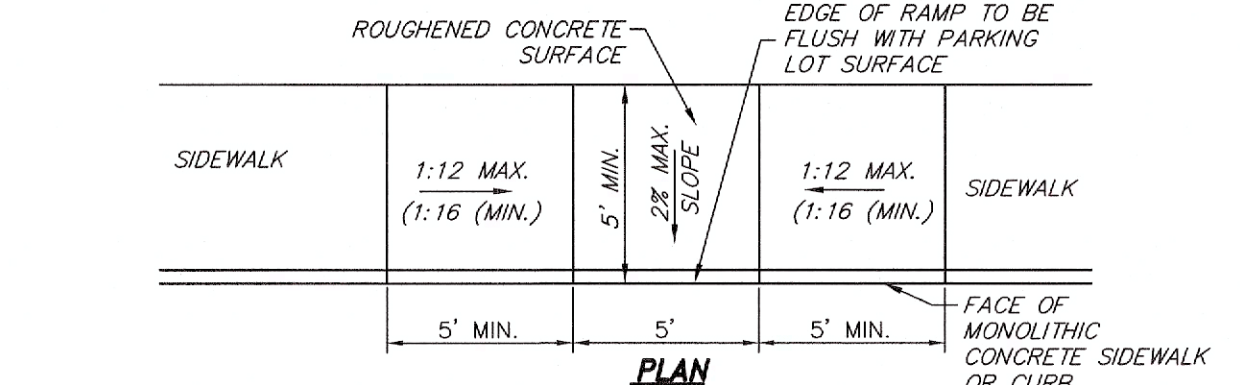 ROUGHENED CONCRETE
SURFACE
EDGE OF RAMP TO BE
FLUSH WITH PARKING
LOT SURFACE
SIDEWALK
1:12 MAX.
(1:16 (MIN.)
5' MIN.
2% MAX.
SLOPE
1:12 MAX.
(1:16 (MIN.)
SIDEWALK
5' MIN.
5'
5' MIN.
FACE OF
MONOLITHIC
CONCRETE SIDEWALK
OR CURB
PLAN